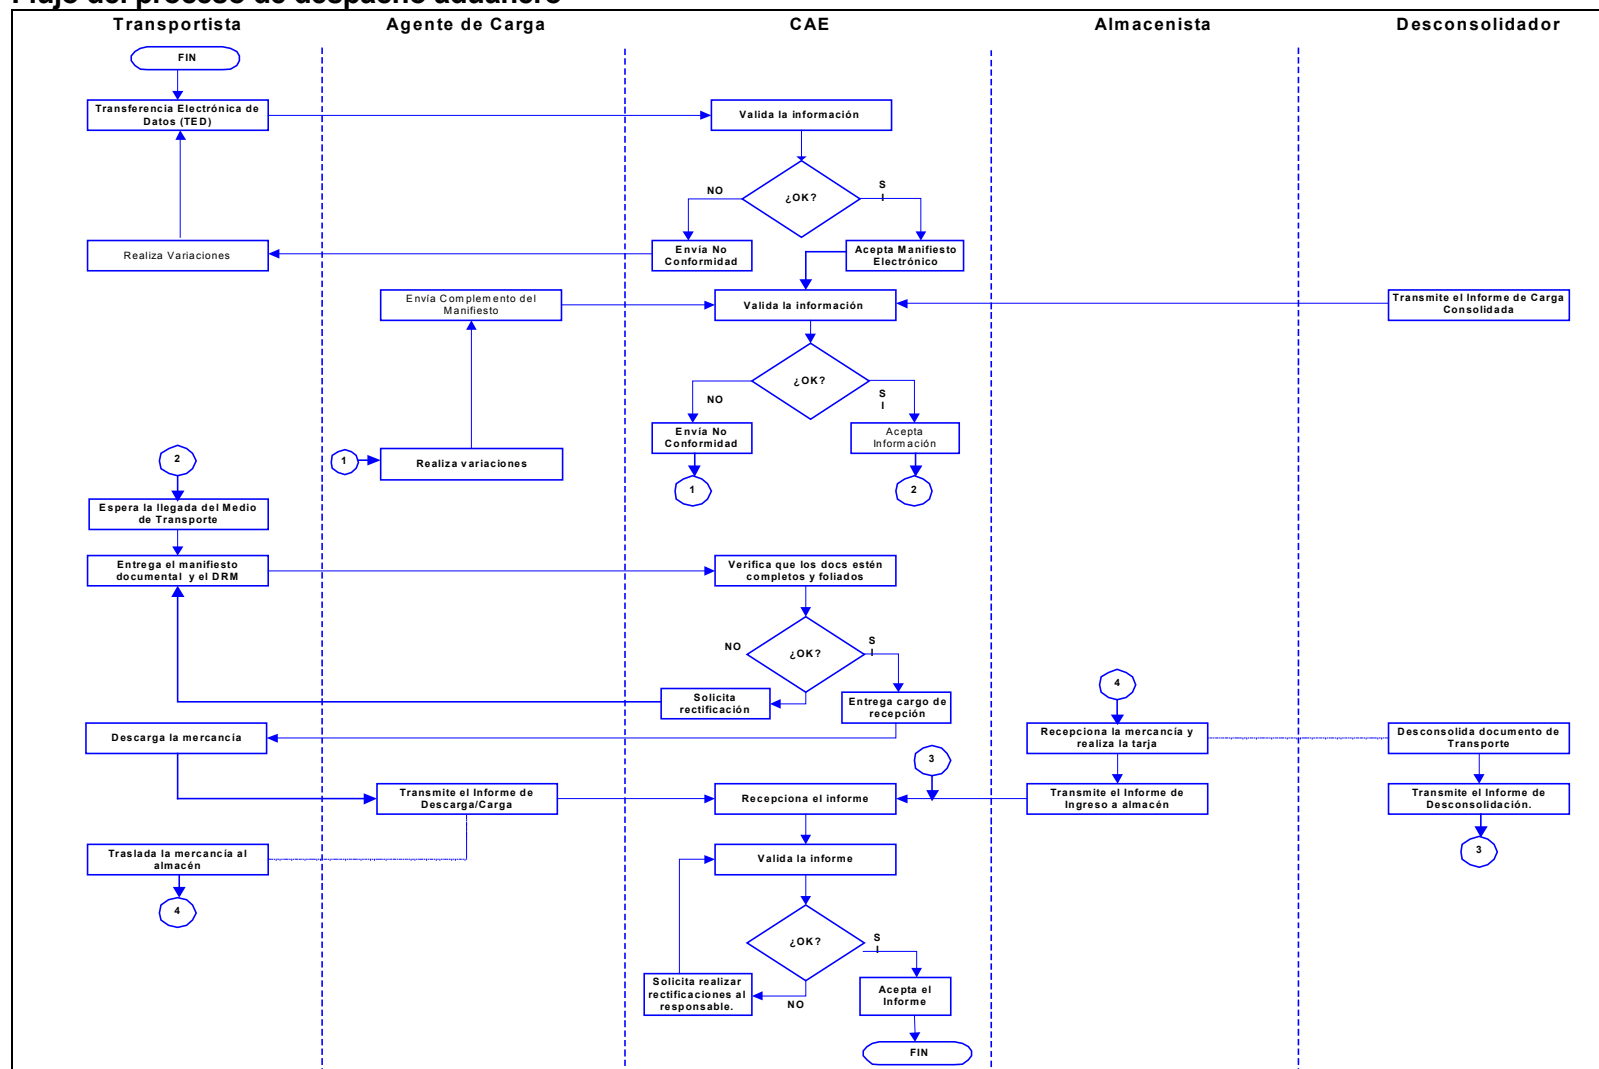 Flujo del proceso de despacho aduanero
Transportista
Agente de Carga
CAE
Almacenista
Desconsolidador
FIN
Transferencia Electrónica de
Datos (TED)
Valida la información
¿OK?
NO
S
I
Realiza Variaciones
Envía No
Conformidad
Acepta Manifiesto
Electrónico
Envía Complemento del
Manifiesto
Valida la información
Transmite el Informe de Carga
Consolidada
¿OK?
NO
S
I
Envía No
Conformidad
Acepta
Información
2
1
Realiza variaciones
1
2
Espera la llegada del Medio
de Transporte
Entrega el manifiesto
documental y el DRM
Verifica que los docs estén
completos y foliados
¿OK?
NO
S
I
Solicita
rectificación
Entrega cargo de
recepción
4
Descarga la mercancía
Recepciona la mercancía y
realiza la tarja
Desconsolida documento de
Transporte
3
Transmite el Informe de
Descarga/Carga
Recepciona el informe
Transmite el Informe de
Ingreso a almacén
Transmite el Informe de
Desconsolidación.
Traslada la mercancía al
almacén
Valida la informe
3
4
¿OK?
S
I
Solicita realizar
rectificaciones al
responsable.
NO
Acepta el
Informe
FIN